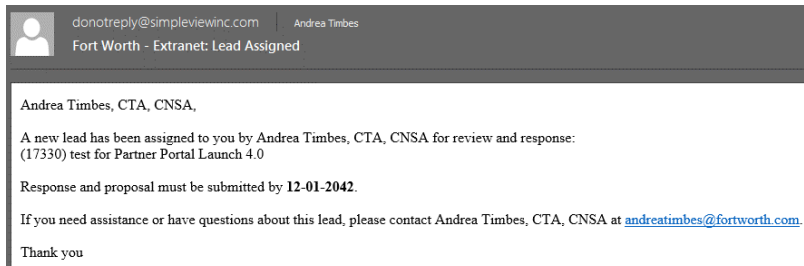 donotreply@simpleviewinc.com Andrea Timbes
Fort Worth - Extranet: Lead Assigned
Andrea Timbes, CTA, CNSA,
A new lead has been assigned to you by Andrea Timbes, CTA, CNSA for review and response:
(17330) test for Partner Portal Launch 4.0
Response and proposal must be submitted by 12-01-2042.
If you need assistance or have questions about this lead, please contact Andrea Timbes, CTA, CNSA at andreatimbes@fortworth.com.
Thank you